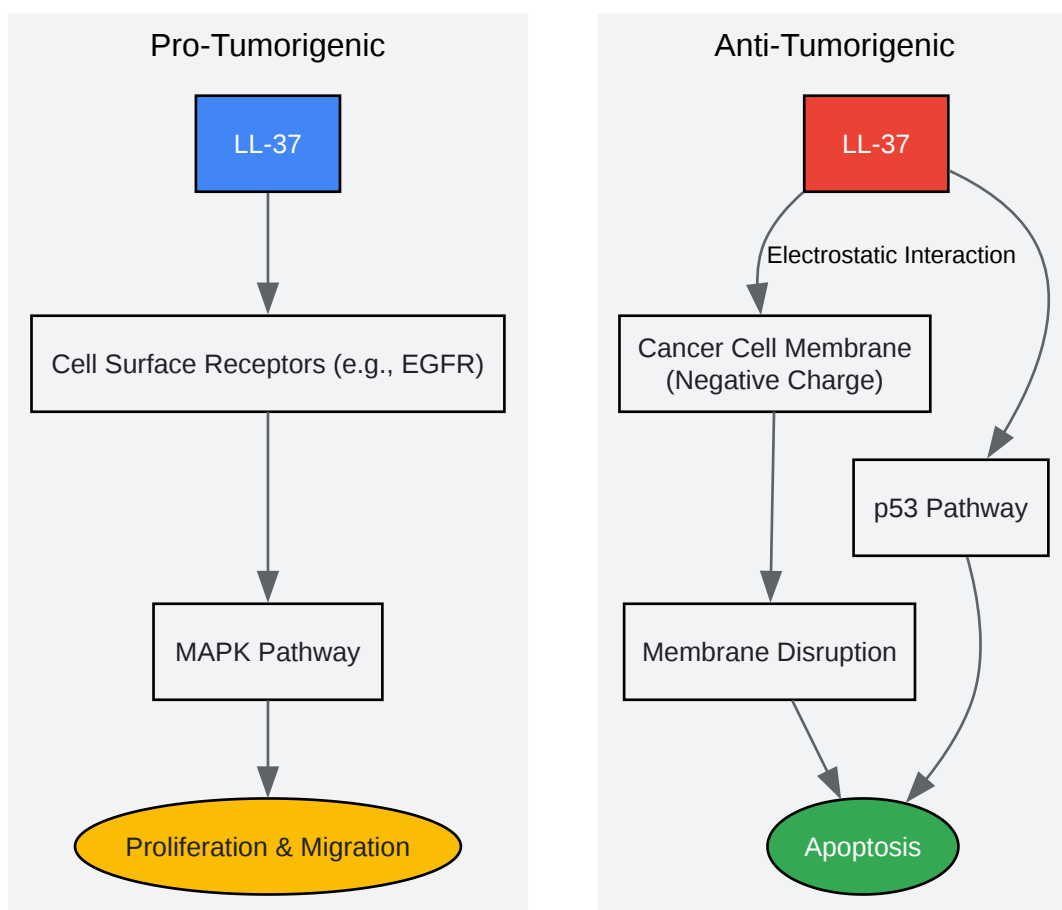 Pro-Tumorigenic
LL-37
Cell Surface Receptors (e.g., EGFR)
MAPK Pathway
Proliferation & Migration
Anti-Tumorigenic
LL-37
Electrostatic Interaction
Cancer Cell Membrane
(Negative Charge)
p53 Pathway
Membrane Disruption
Apoptosis